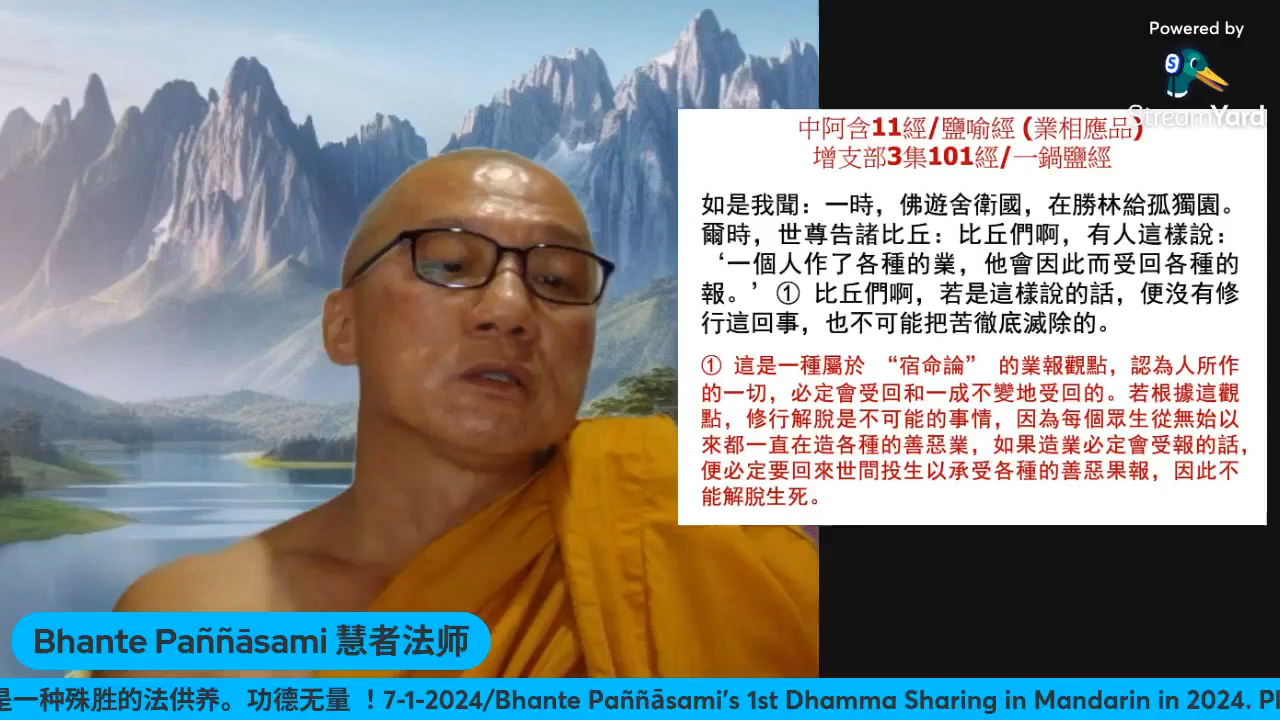 Powered by
StreamYard
中阿含11經/鹽喻經 (業相應品)
增支部3集101經/一鍋鹽經
如是我聞：一時，佛遊舍衛國，在勝林給孤獨園。
爾時，世尊告諸比丘：比丘們啊，有人這樣說：
‘一個人作了各種的業，他會因此而受回各種的
報。’ ① 比丘們啊，若是這樣說的話，便沒有修
行這回事，也不可能把苦徹底滅除的。
① 這是一種屬於 “宿命論” 的業報觀點，認為人所作
的一切，必定會受回和一成不變地受回的。若根據這觀
點，修行解脫是不可能的事情，因為每個眾生從無始以
來都一直在造各種的善惡業，如果造業必定會受報的話，
便必定要回來世間投生以承受各種的善惡果報，因此不
能解脫生死。
Bhante Paññāsami 慧者法师
是一种殊胜的法供养。功德无量 ！7-1-2024/Bhante Paññāsami's 1st Dhamma Sharing in Mandarin in 2024.